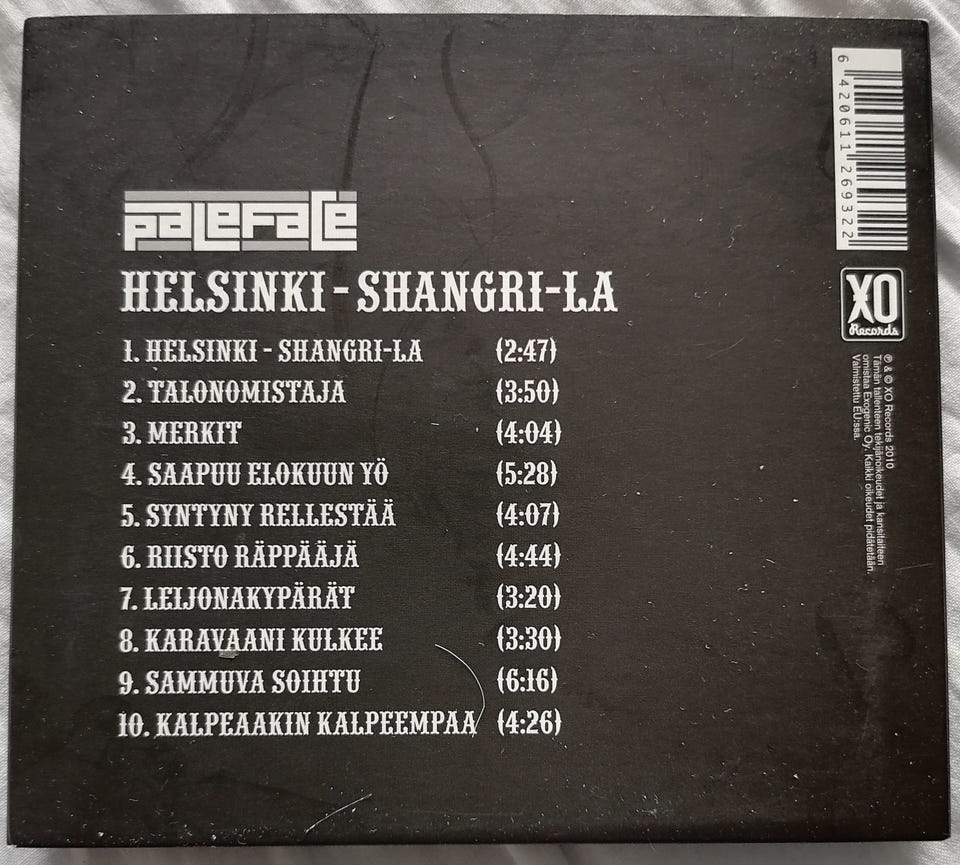 paleface
HELSINKI - SHANGRI-LA
1. HELSINKI - SHANGRI-LA (2:47)
2. TALONOMISTAJA (3:50)
3. MERKIT (4:04)
4. SAAPUU ELOKUUN YÖ (5:28)
5. SYNTYNY RELLESTÄÄ (4:07)
6. RIISTO RÄPPÄÄJÄ (4:44)
7. LEIJONAKYPÄRÄT (3:20)
8. KARAVAANI KULKEE (3:30)
9. SAMMUVA SOIHTU (6:16)
10. KALPEAAKIN KALPEEMPAA (4:26)
6 420611 269322
XO
Records
℗ & © XO Records 2010
Tämän tallenteen tekijänoikeudet ja kansitaiteen
omistaa Exogenic Oy. Kaikki oikeudet pidätetään.
Valmistettu EU:ssa.